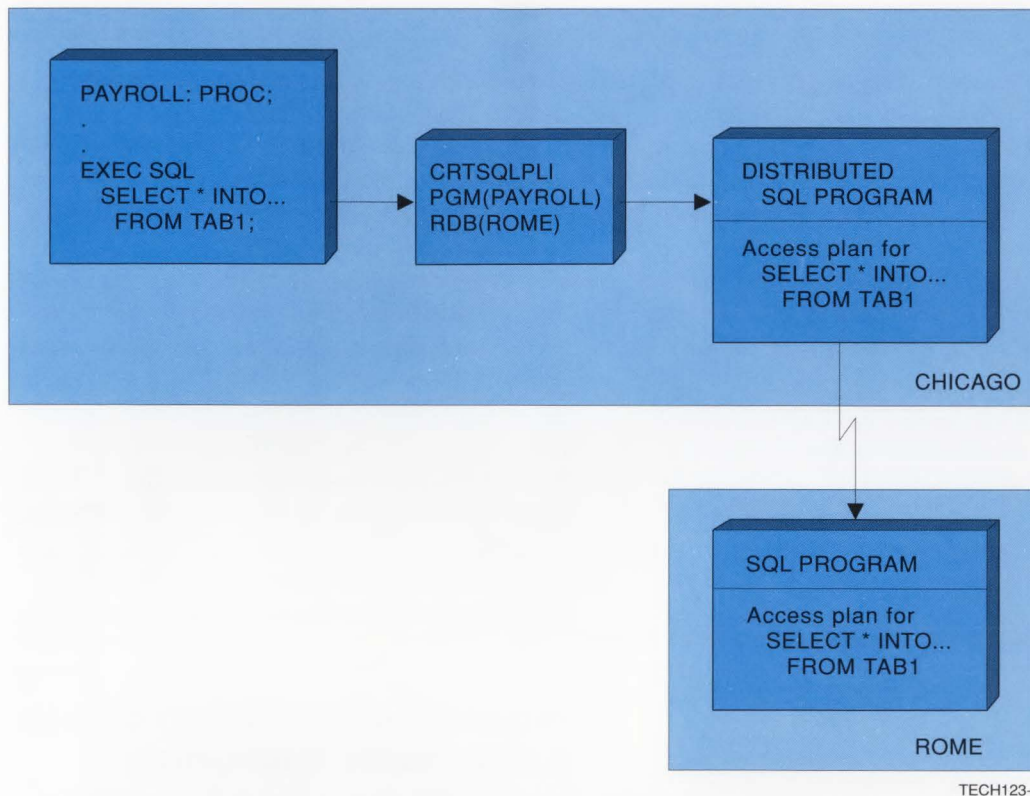 PAYROLL: PROC;
.
.
EXEC SQL
SELECT * INTO...
FROM TAB1;
CRTSQLPLI
PGM(PAYROLL)
RDB(ROME)
DISTRIBUTED
SQL PROGRAM
Access plan for
SELECT * INTO...
FROM TAB1
CHICAGO
SQL PROGRAM
Access plan for
SELECT * INTO...
FROM TAB1
ROME
TECH123-